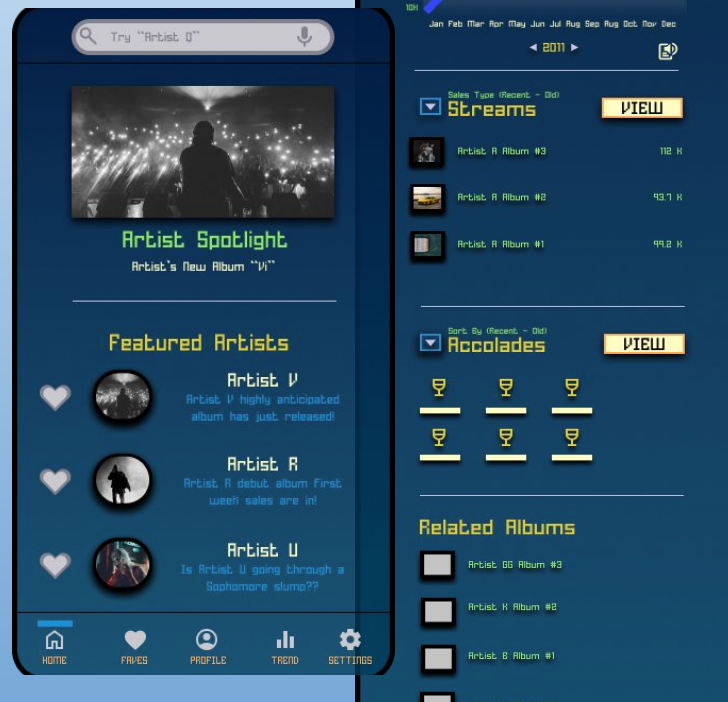 Try "Artist Q"
Artist Spotlight
Artist's New Album "Vi"
Featured Artists
Artist V
Artist V highly anticipated
album has just released!
Artist R
Artist R debut album First
week sales are in!
Artist U
Is Artist U going through a
Sophomore slump??
HOME
FAVES
PROFILE
TREND
SETTINGS
10K
Jan Feb Mar Apr May Jun Jul Aug Sep Aug Oct Nov Dec
2011
Sales Type (Recent - Old)
Streams
VIEW
Artist A Album #3
112 K
Artist A Album #2
93.7 K
Artist A Album #1
99.2 K
Sort By (Recent - Old)
Accolades
VIEW
Related Albums
Artist GG Album #3
Artist K Album #2
Artist B Album #1